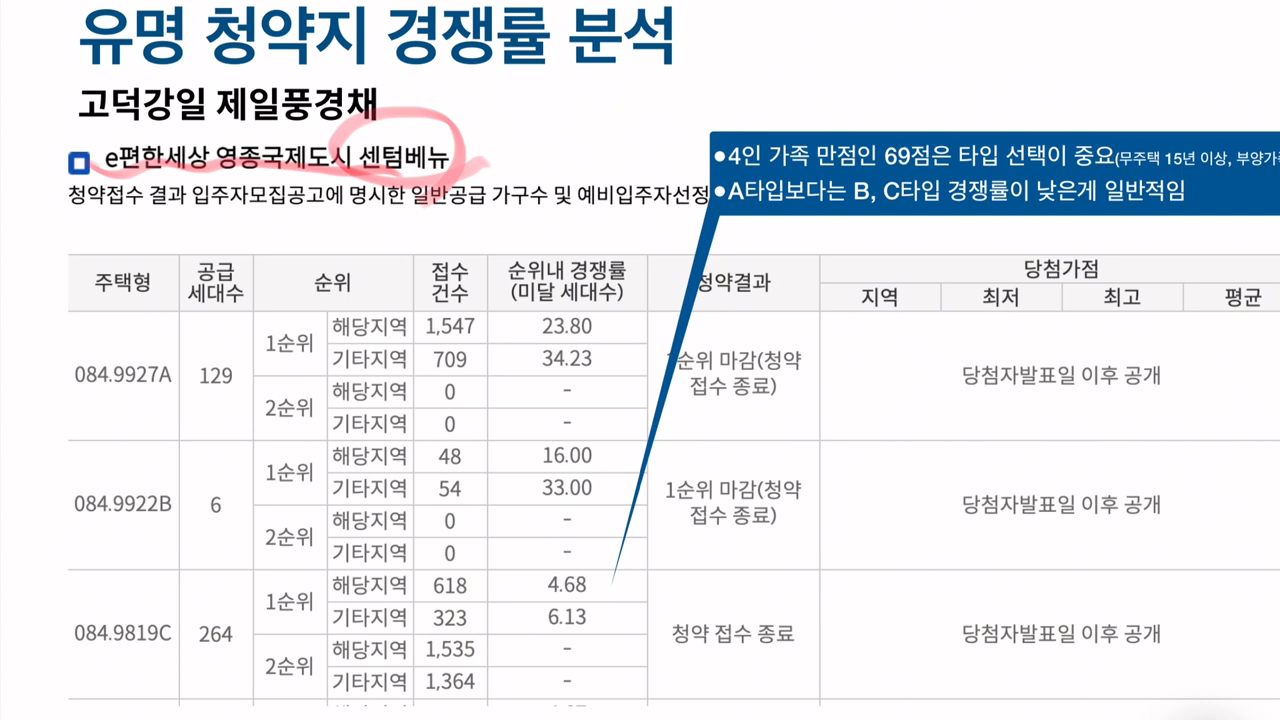 유명 청약지 경쟁률 분석
고덕강일 제일풍경채
e편한세상 영종국제도시 센텀베뉴
청약접수 결과 입주자모집공고에 명시한 일반공급 가구수 및 예비입주자선정
●4인 가족 만점인 69점은 타입 선택이 중요(무주택 15년 이상, 부양가족
●A타입보다는 B, C타입 경쟁률이 낮은게 일반적임
주택형 공급 세대수 순위 접수 건수 순위내 경쟁률 (미달 세대수) 청약결과 당첨가점
지역 최저 최고 평균
084.9927A 129 1순위 해당지역 1,547 23.80 1순위 마감(청약 접수 종료) 당첨자발표일 이후 공개
기타지역 709 34.23
2순위 해당지역 0 -
기타지역 0 -
084.9922B 6 1순위 해당지역 48 16.00 1순위 마감(청약 접수 종료) 당첨자발표일 이후 공개
기타지역 54 33.00
2순위 해당지역 0 -
기타지역 0 -
084.9819C 264 1순위 해당지역 618 4.68 청약 접수 종료 당첨자발표일 이후 공개
기타지역 323 6.13
2순위 해당지역 1,535 -
기타지역 1,364 -